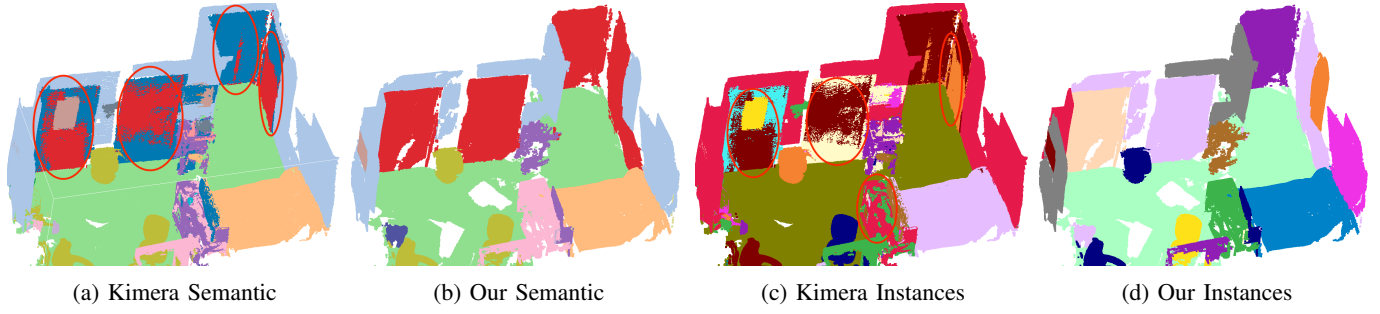 (a) Kimera Semantic
(b) Our Semantic
(c) Kimera Instances
(d) Our Instances